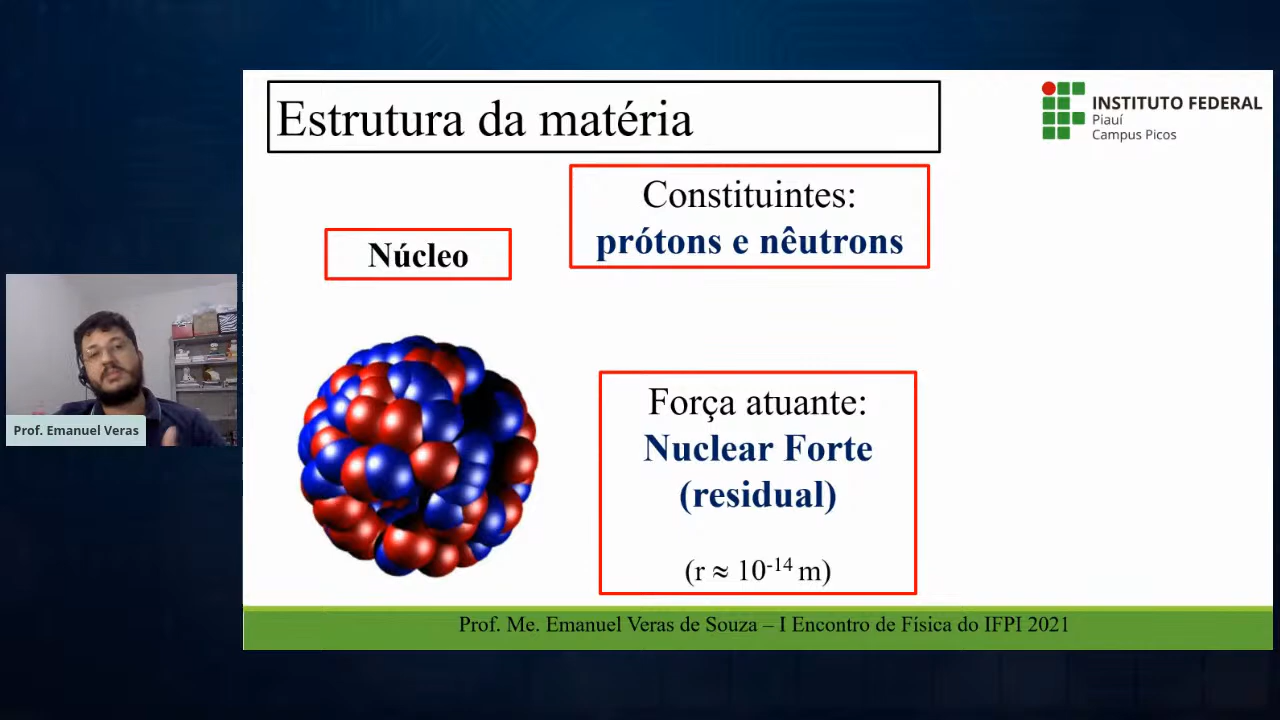 Estrutura da matéria
INSTITUTO FEDERAL
Piauí
Campus Picos
Constituintes:
prótons e nêutrons
Núcleo
Força atuante:
Nuclear Forte
(residual)
(r ≈ 10⁻¹⁴ m)
Prof. Emanuel Veras
Prof. Me. Emanuel Veras de Souza – I Encontro de Física do IFPI 2021